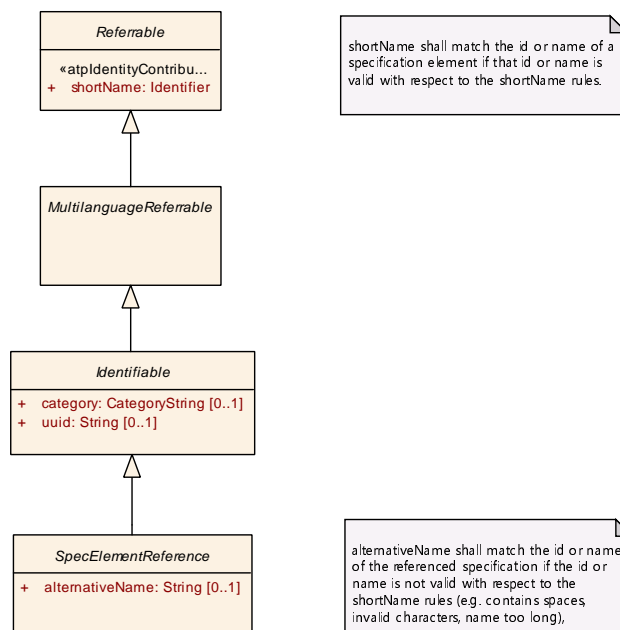 Referrable
«atpIdentityContribu...
+ shortName: Identifier
shortName shall match the id or name of a
specification element if that id or name is
valid with respect to the shortName rules.
MultilanguageReferrable
Identifiable
+ category: CategoryString [0..1]
+ uuid: String [0..1]
SpecElementReference
+ alternativeName: String [0..1]
alternativeName shall match the id or name
of the referenced specification if the id or
name is not valid with respect to the
shortName rules (e.g. contains spaces,
invalid characters, name too long),